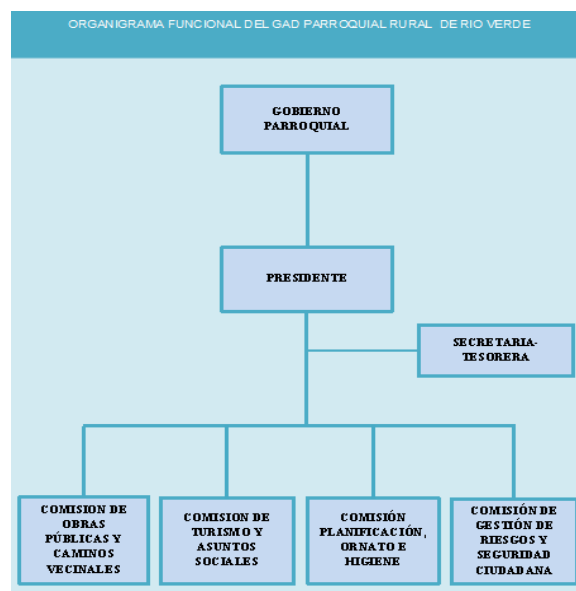 ORGANIGRAMA FUNCIONAL DEL GAD PARROQUIAL RURAL DE RIO VERDE
GOBIERNO
PARROQUIAL
PRESIDENTE
SECRETARIA-
TESORERA
COMISION DE
OBRAS
PÚBLICAS Y
CAMINOS
VECINALES
COMISION DE
TURISMO Y
ASUNTOS
SOCIALES
COMISIÓN
PLANIFICACIÓN,
ORNATO E
HIGIENE
COMISIÓN DE
GESTIÓN DE
RIESGOS Y
SEGURIDAD
CIUDADANA